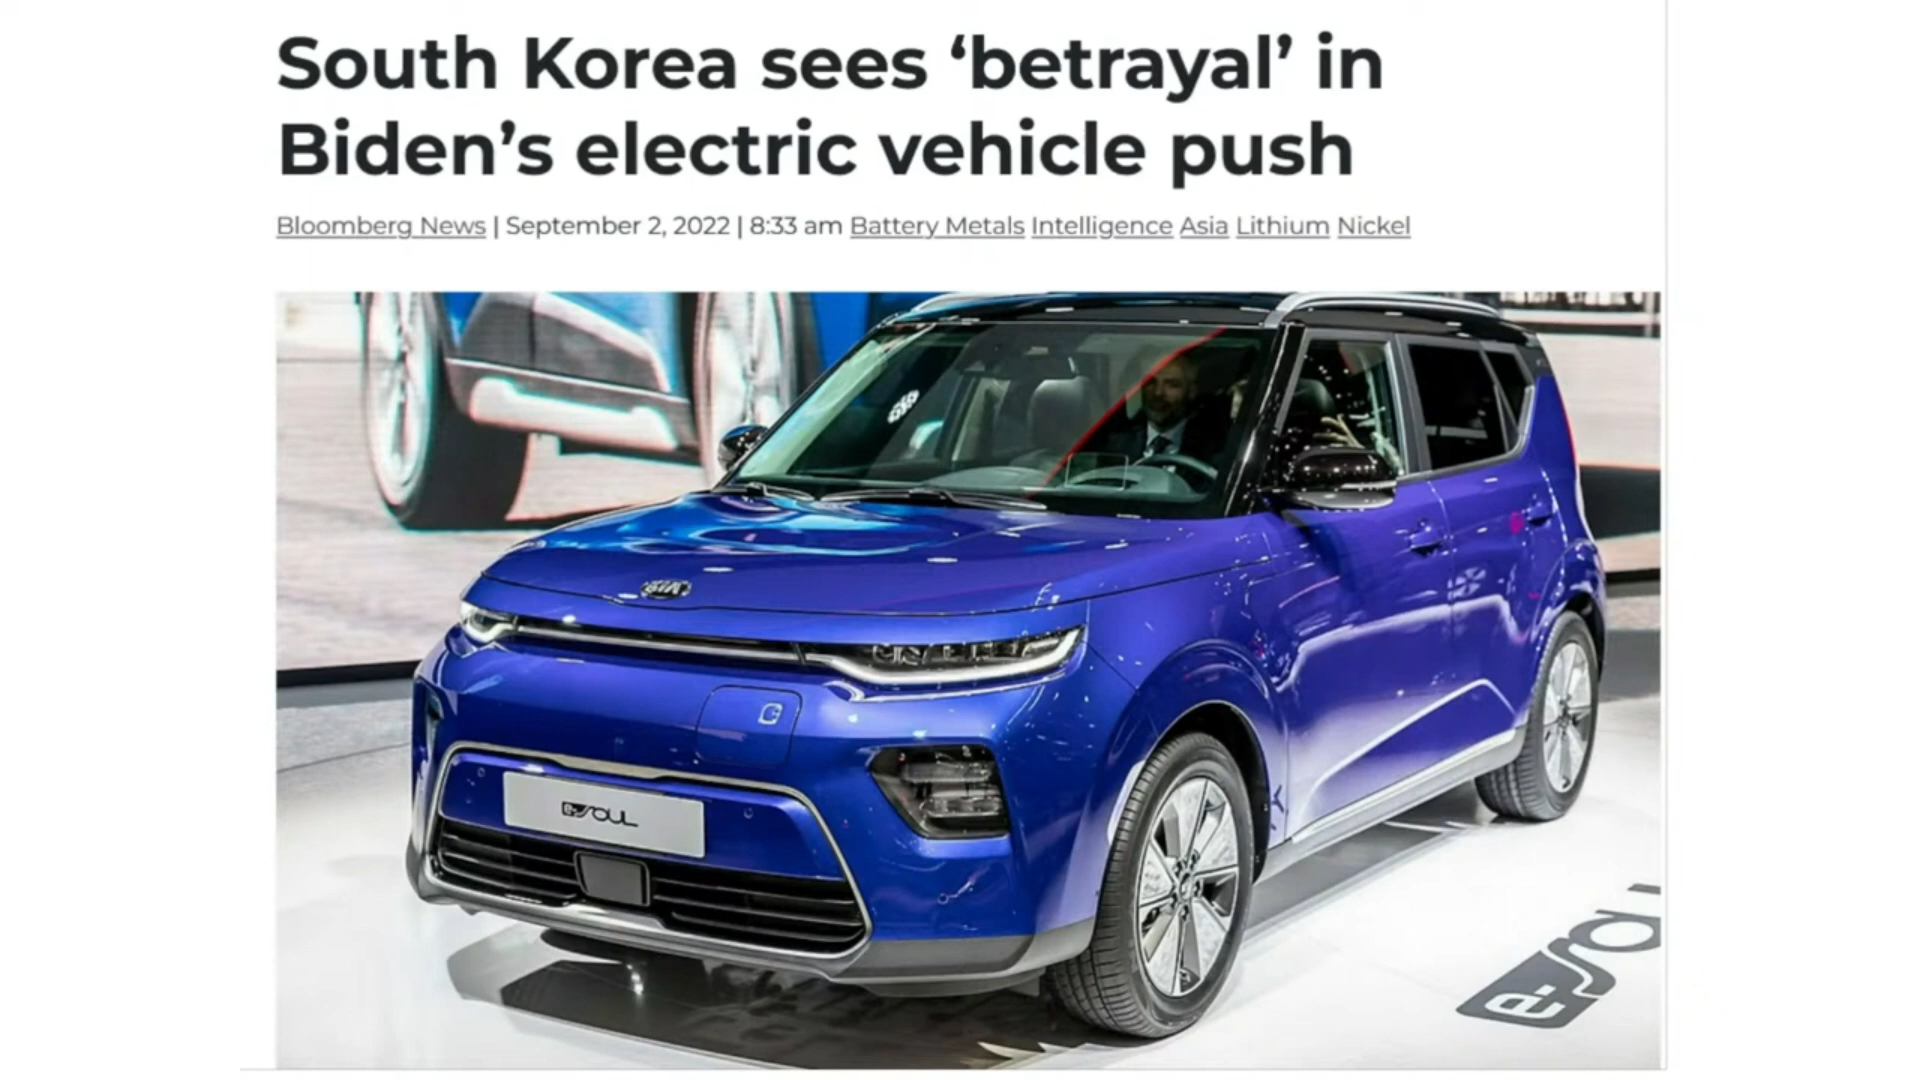 South Korea sees ‘betrayal’ in
Biden’s electric vehicle push
Bloomberg News | September 2, 2022 | 8:33 am Battery Metals Intelligence Asia Lithium Nickel
KIA
e-SOUL